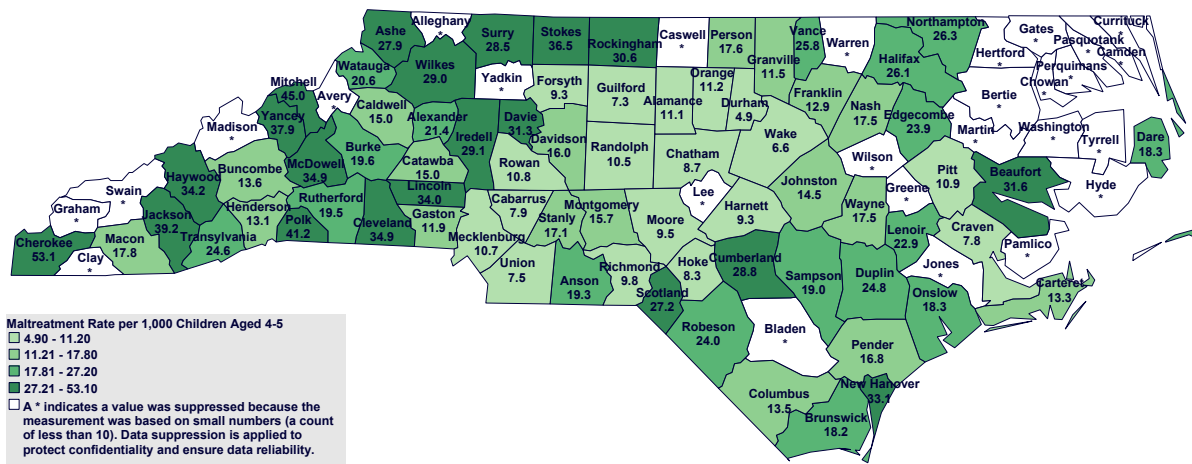 Alleghany
*
Ashe
27.9
Surry
28.5
Stokes
36.5
Rockingham
30.6
Caswell
*
Person
17.6
Vance
25.8
Warren
*
Northampton
26.3
Gates
*
Currituck
*
Pasquotank
*
Camden
*
Hertford
*
Perquimans
*
Chowan
*
Granville
11.5
Halifax
26.1
Watauga
20.6
Wilkes
29.0
Yadkin
*
Forsyth
9.3
Guilford
7.3
Orange
11.2
Alamance
11.1
Durham
4.9
Franklin
12.9
Nash
17.5
Bertie
*
Mitchell
45.0
Avery
*
Caldwell
15.0
Yancey
37.9
Alexander
21.4
Iredell
29.1
Davie
31.3
Davidson
16.0
Randolph
10.5
Chatham
8.7
Wake
6.6
Edgecombe
23.9
Martin
*
Washington
*
Tyrrell
*
Dare
18.3
Madison
*
Burke
19.6
McDowell
34.9
Catawba
15.0
Rowan
10.8
Wilson
*
Pitt
10.9
Beaufort
31.6
Hyde
*
Swain
*
Haywood
34.2
Buncombe
13.6
Lincoln
34.0
Rutherford
19.5
Henderson
13.1
Polk
41.2
Cleveland
34.9
Gaston
11.9
Cabarrus
7.9
Stanly
17.1
Montgomery
15.7
Moore
9.5
Lee
*
Harnett
9.3
Johnston
14.5
Wayne
17.5
Greene
*
Graham
*
Jackson
39.2
Cherokee
53.1
Clay
*
Macon
17.8
Transylvania
24.6
Mecklenburg
10.7
Union
7.5
Anson
19.3
Richmond
9.8
Hoke
8.3
Scotland
27.2
Cumberland
28.8
Sampson
19.0
Duplin
24.8
Lenoir
22.9
Craven
7.8
Pamlico
*
Jones
*
Onslow
18.3
Carteret
13.3
Robeson
24.0
Bladen
*
Pender
16.8
Columbus
13.5
New Hanover
33.1
Brunswick
18.2
Maltreatment Rate per 1,000 Children Aged 4-5
4.90 - 11.20
11.21 - 17.80
17.81 - 27.20
27.21 - 53.10
A * indicates a value was suppressed because the
measurement was based on small numbers (a count
of less than 10). Data suppression is applied to
protect confidentiality and ensure data reliability.